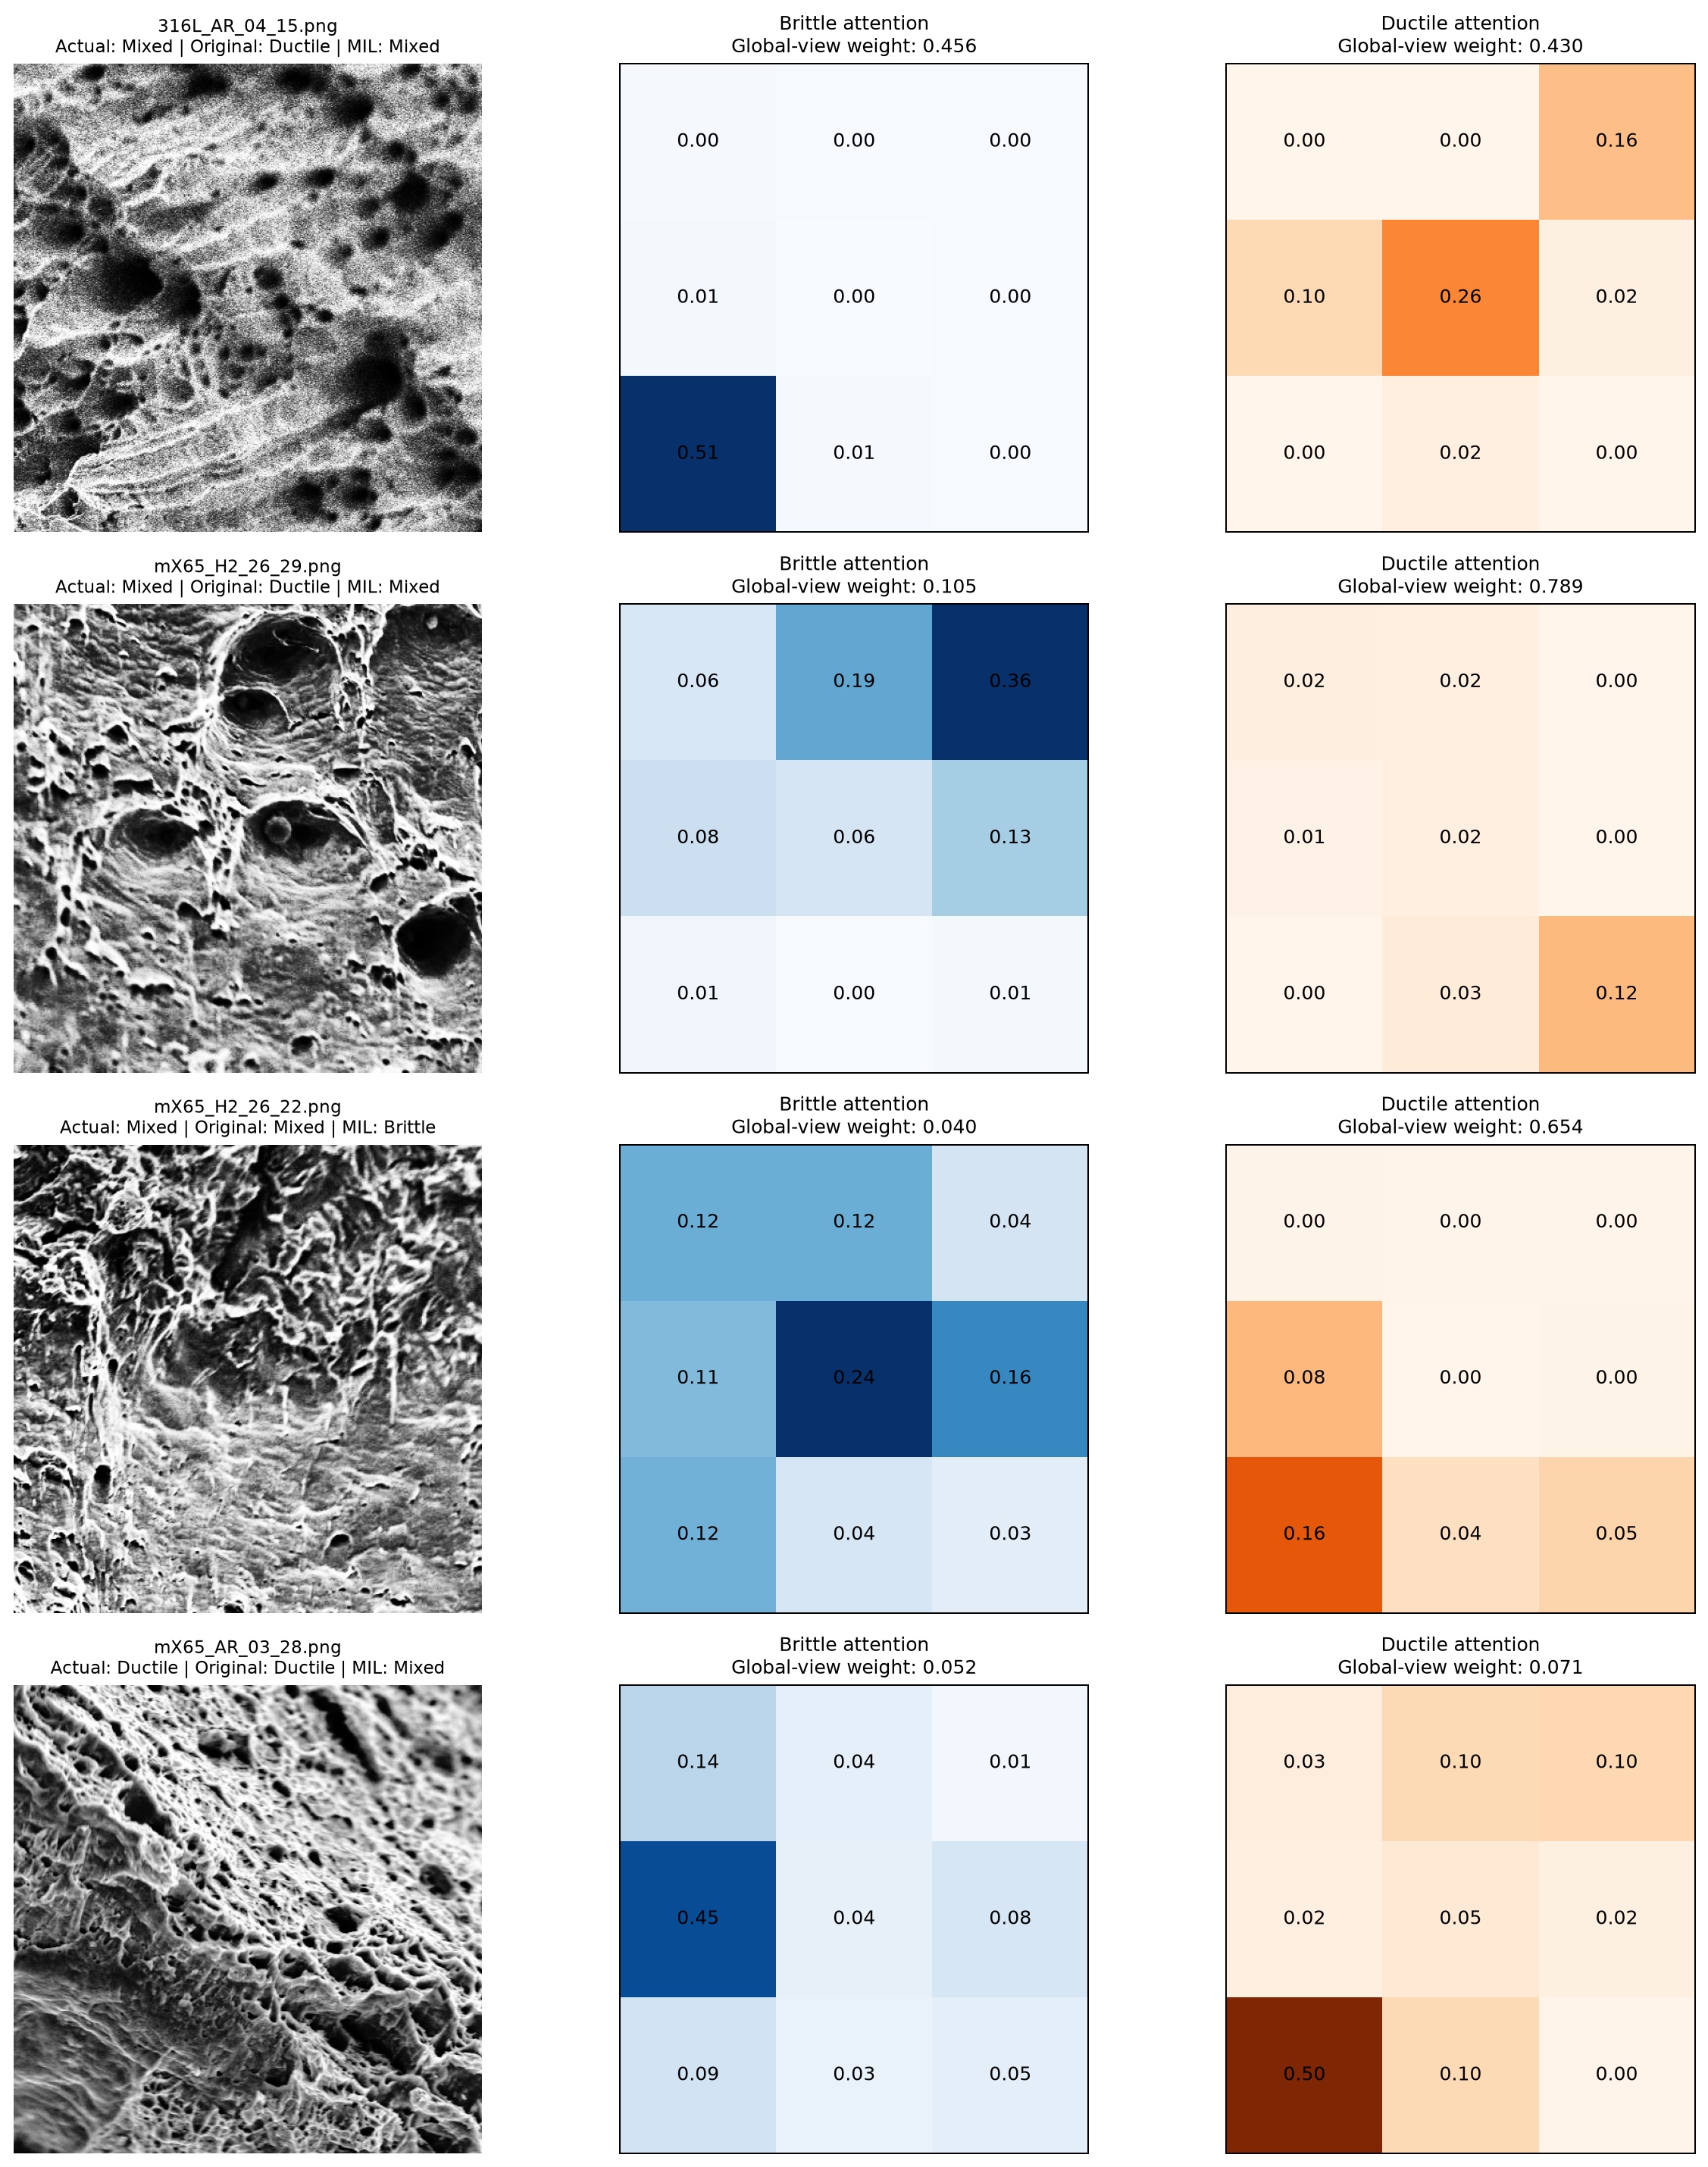 316L_AR_04_15.png
Actual: Mixed | Original: Ductile | MIL: Mixed
Brittle attention
Global-view weight: 0.456
0.00 0.00 0.00
0.01 0.00 0.00
0.51 0.01 0.00
Ductile attention
Global-view weight: 0.430
0.00 0.00 0.16
0.10 0.26 0.02
0.00 0.02 0.00
mX65_H2_26_29.png
Actual: Mixed | Original: Ductile | MIL: Mixed
Brittle attention
Global-view weight: 0.105
0.06 0.19 0.36
0.08 0.06 0.13
0.01 0.00 0.01
Ductile attention
Global-view weight: 0.789
0.02 0.02 0.00
0.01 0.02 0.00
0.00 0.03 0.12
mX65_H2_26_22.png
Actual: Mixed | Original: Mixed | MIL: Brittle
Brittle attention
Global-view weight: 0.040
0.12 0.12 0.04
0.11 0.24 0.16
0.12 0.04 0.03
Ductile attention
Global-view weight: 0.654
0.00 0.00 0.00
0.08 0.00 0.00
0.16 0.04 0.05
mX65_AR_03_28.png
Actual: Ductile | Original: Ductile | MIL: Mixed
Brittle attention
Global-view weight: 0.052
0.14 0.04 0.01
0.45 0.04 0.08
0.09 0.03 0.05
Ductile attention
Global-view weight: 0.071
0.03 0.10 0.10
0.02 0.05 0.02
0.50 0.10 0.00